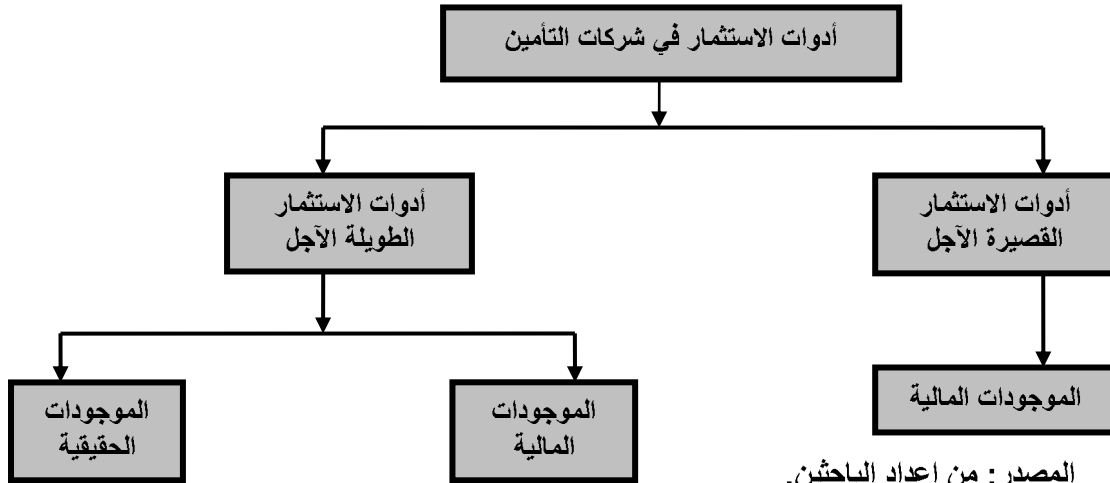 أدوات الاستثمار في شركات التأمين
أدوات الاستثمار
القصيرة الآجل
أدوات الاستثمار
الطويلة الآجل
الموجودات المالية
الموجودات
المالية
الموجودات
الحقيقية
المصدر: من إعداد الباحثين.